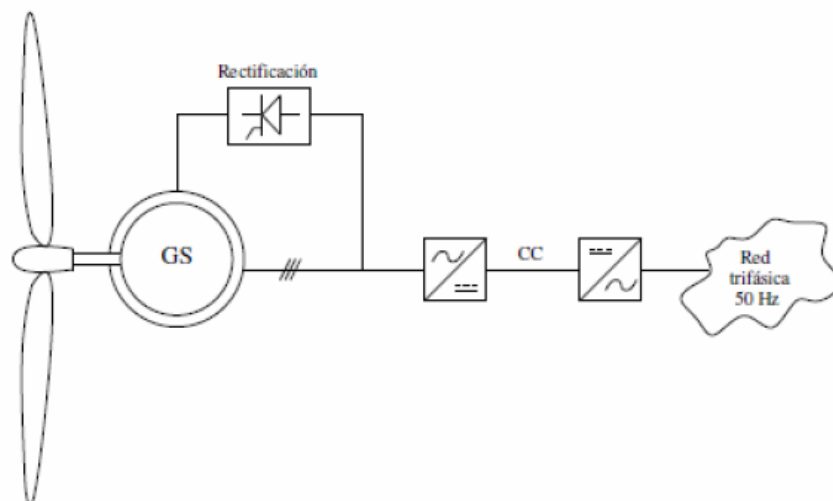 Rectificación
GS
CC
Red
trifásica
50 Hz